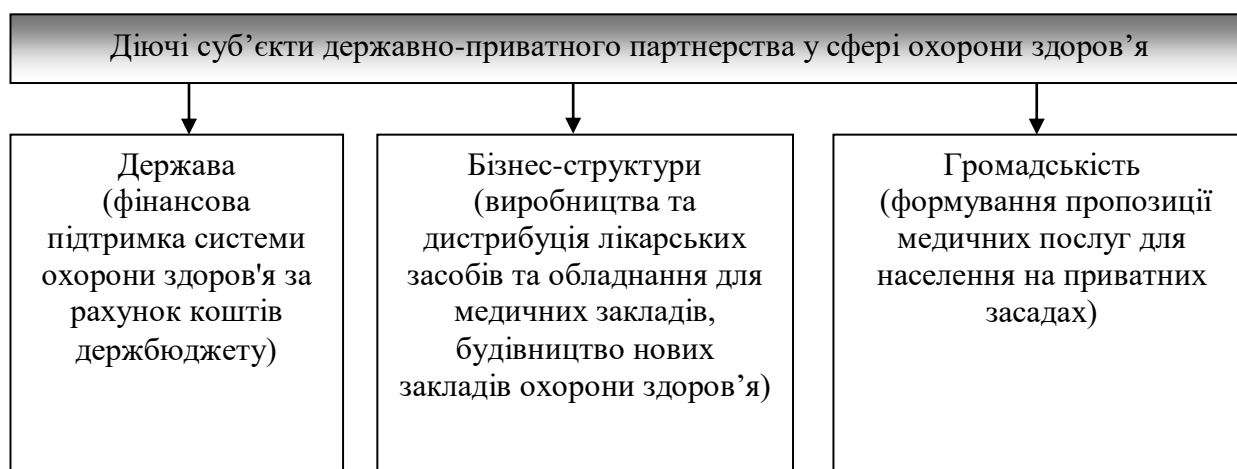 Діючі суб’єкти державно-приватного партнерства у сфері охорони здоров’я
Держава
(фінансова
підтримка системи
охорони здоров'я за
рахунок коштів
держбюджету)
Бізнес-структури
(виробництва та
дистрибуція лікарських
засобів та обладнання для
медичних закладів,
будівництво нових
закладів охорони здоров’я)
Громадськість
(формування пропозиції
медичних послуг для
населення на приватних
засадах)